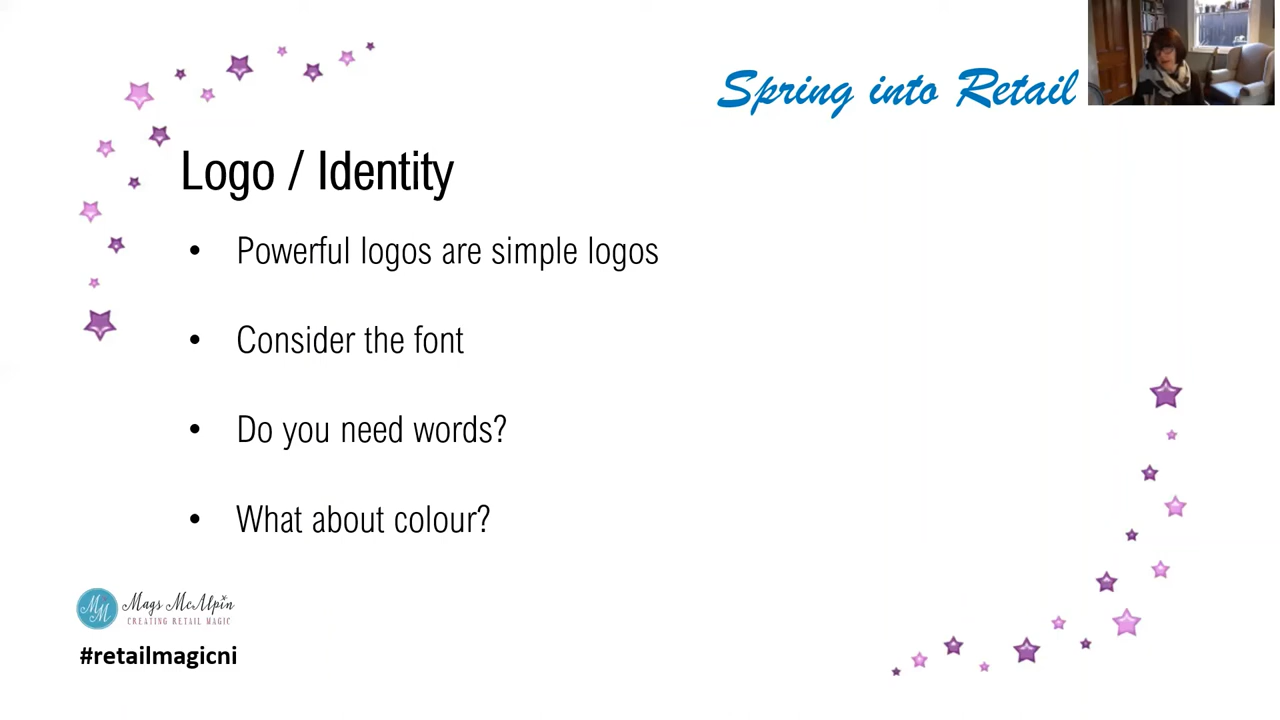 Spring into Retail
Logo / Identity
• Powerful logos are simple logos
• Consider the font
• Do you need words?
• What about colour?
MM
Mags McAlpin
CREATING RETAIL MAGIC
#retailmagicni